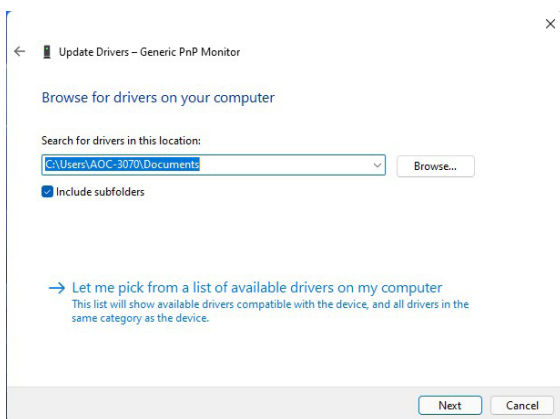 Update Drivers – Generic PnP Monitor
Browse for drivers on your computer
Search for drivers in this location:
C:\Users\AOC-3070\Documents
Browse...
Include subfolders
Let me pick from a list of available drivers on my computer
This list will show available drivers compatible with the device, and all drivers in the
same category as the device.
Next
Cancel